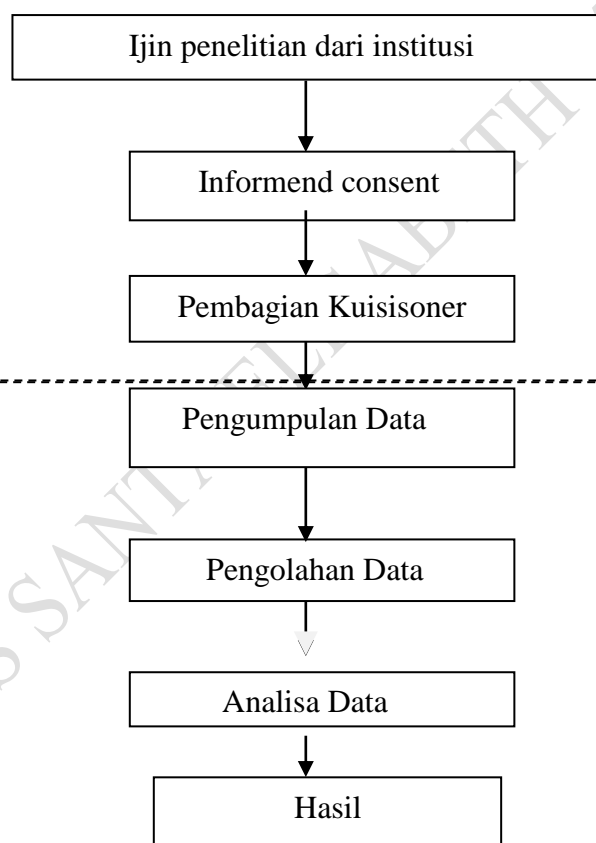 Ijin penelitian dari institusi
Informend consent
Pembagian Kuisisoner
Pengumpulan Data
Pengolahan Data
Analisa Data
Hasil